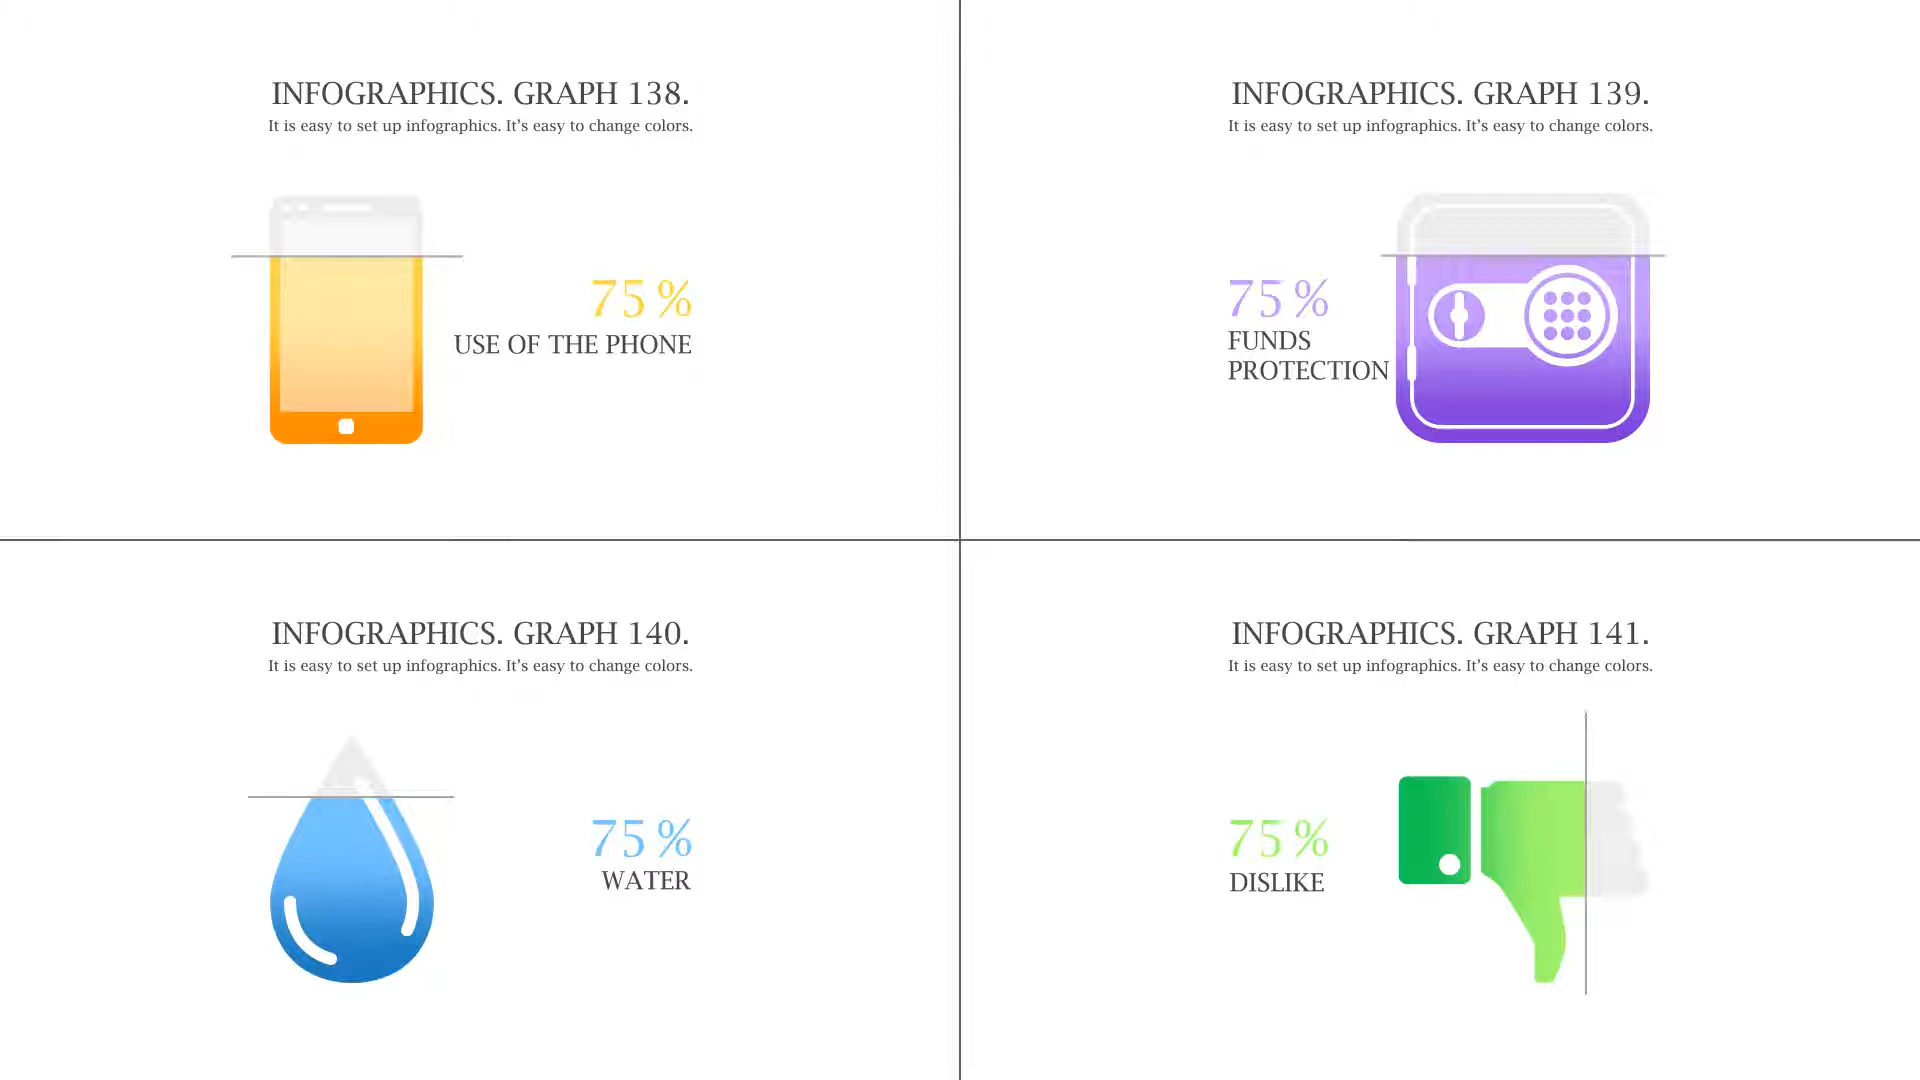 INFOGRAPHICS. GRAPH 138.
It is easy to set up infographics. It's easy to change colors.
75 %
USE OF THE PHONE
INFOGRAPHICS. GRAPH 139.
It is easy to set up infographics. It's easy to change colors.
75 %
FUNDS
PROTECTION
INFOGRAPHICS. GRAPH 140.
It is easy to set up infographics. It's easy to change colors.
75 %
WATER
INFOGRAPHICS. GRAPH 141.
It is easy to set up infographics. It's easy to change colors.
75 %
DISLIKE